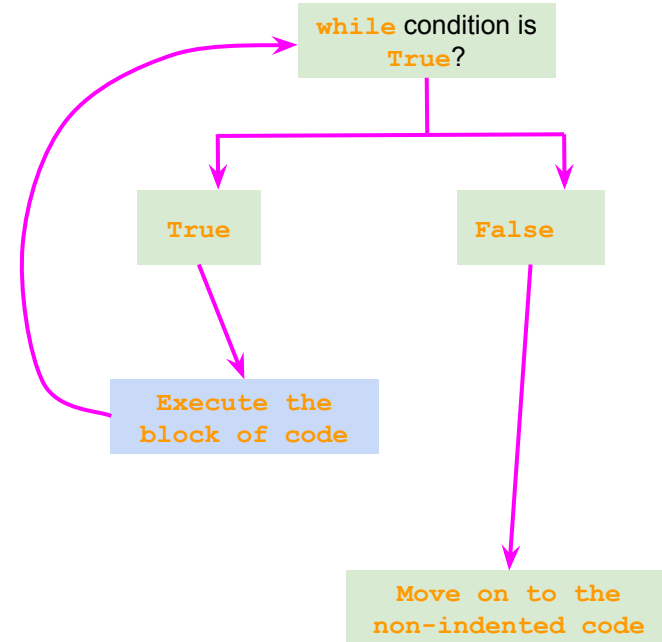 while condition is
True?
True
False
Execute the
block of code
Move on to the
non-indented code